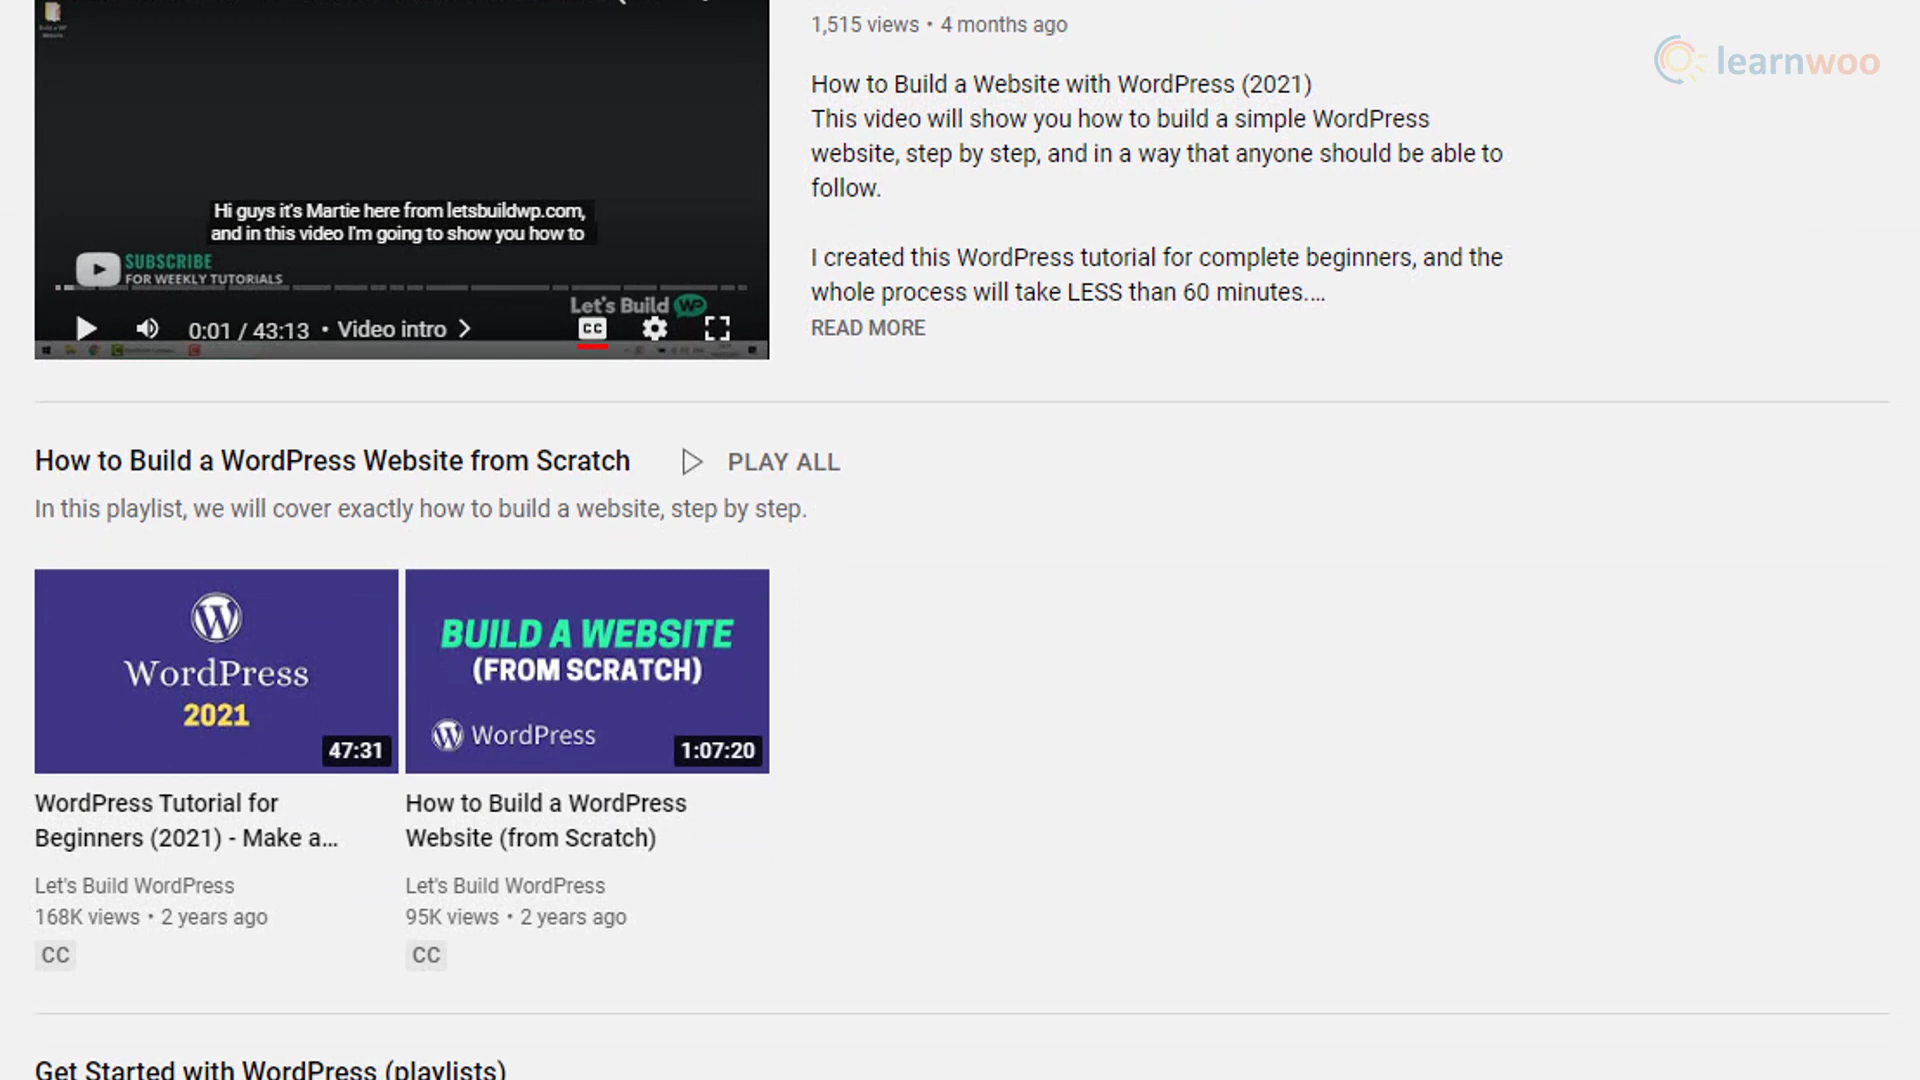 1,515 views • 4 months ago
learnwoo
How to Build a Website with WordPress (2021)
This video will show you how to build a simple WordPress
website, step by step, and in a way that anyone should be able to
follow.
I created this WordPress tutorial for complete beginners, and the
whole process will take LESS than 60 minutes....
READ MORE
Hi guys it's Martie here from letsbuildwp.com,
and in this video I'm going to show you how to
SUBSCRIBE
FOR WEEKLY TUTORIALS
Let's Build WP
0:01 / 43:13 • Video intro
CC
How to Build a WordPress Website from Scratch
PLAY ALL
In this playlist, we will cover exactly how to build a website, step by step.
WordPress
2021
47:31
BUILD A WEBSITE
(FROM SCRATCH)
WordPress
1:07:20
WordPress Tutorial for
Beginners (2021) - Make a...
Let's Build WordPress
168K views • 2 years ago
CC
How to Build a WordPress
Website (from Scratch)
Let's Build WordPress
95K views • 2 years ago
CC
Get Started with WordPress (playlists)